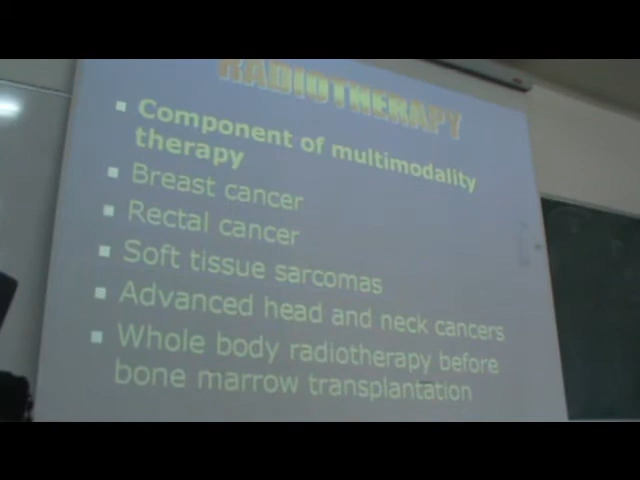 RADIOTHERAPY
▪ Component of multimodality
therapy
▪ Breast cancer
▪ Rectal cancer
▪ Soft tissue sarcomas
▪ Advanced head and neck cancers
▪ Whole body radiotherapy before
bone marrow transplantation